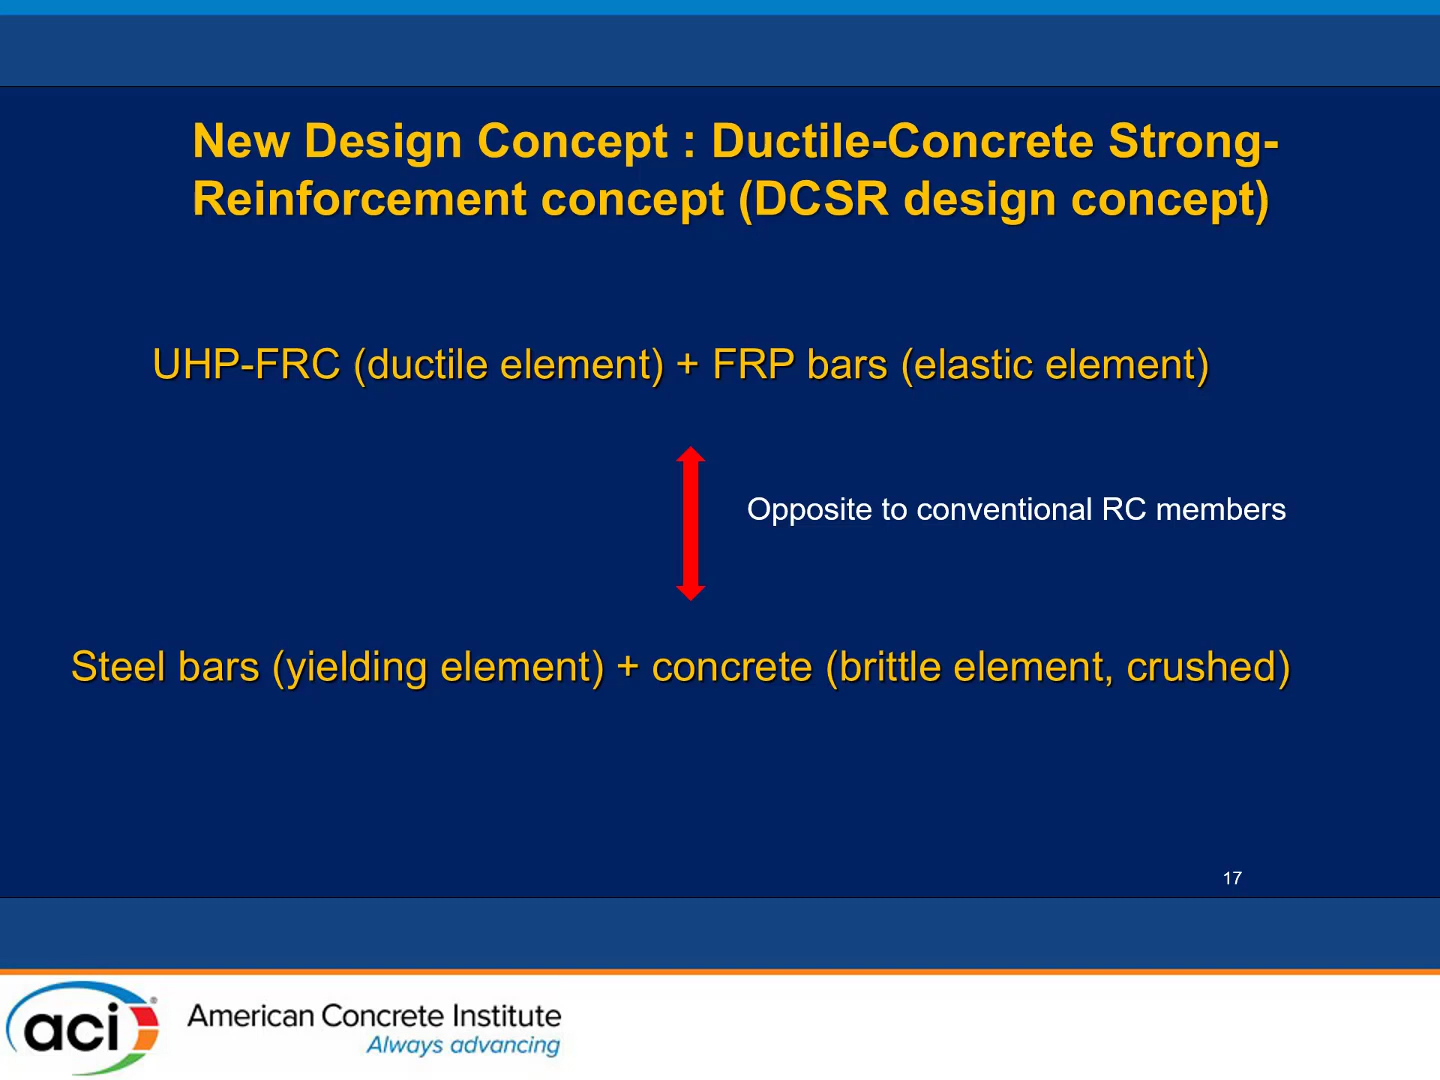 New Design Concept : Ductile-Concrete Strong-
Reinforcement concept (DCSR design concept)
UHP-FRC (ductile element) + FRP bars (elastic element)
Opposite to conventional RC members
Steel bars (yielding element) + concrete (brittle element, crushed)
17
aci®
American Concrete Institute
Always advancing